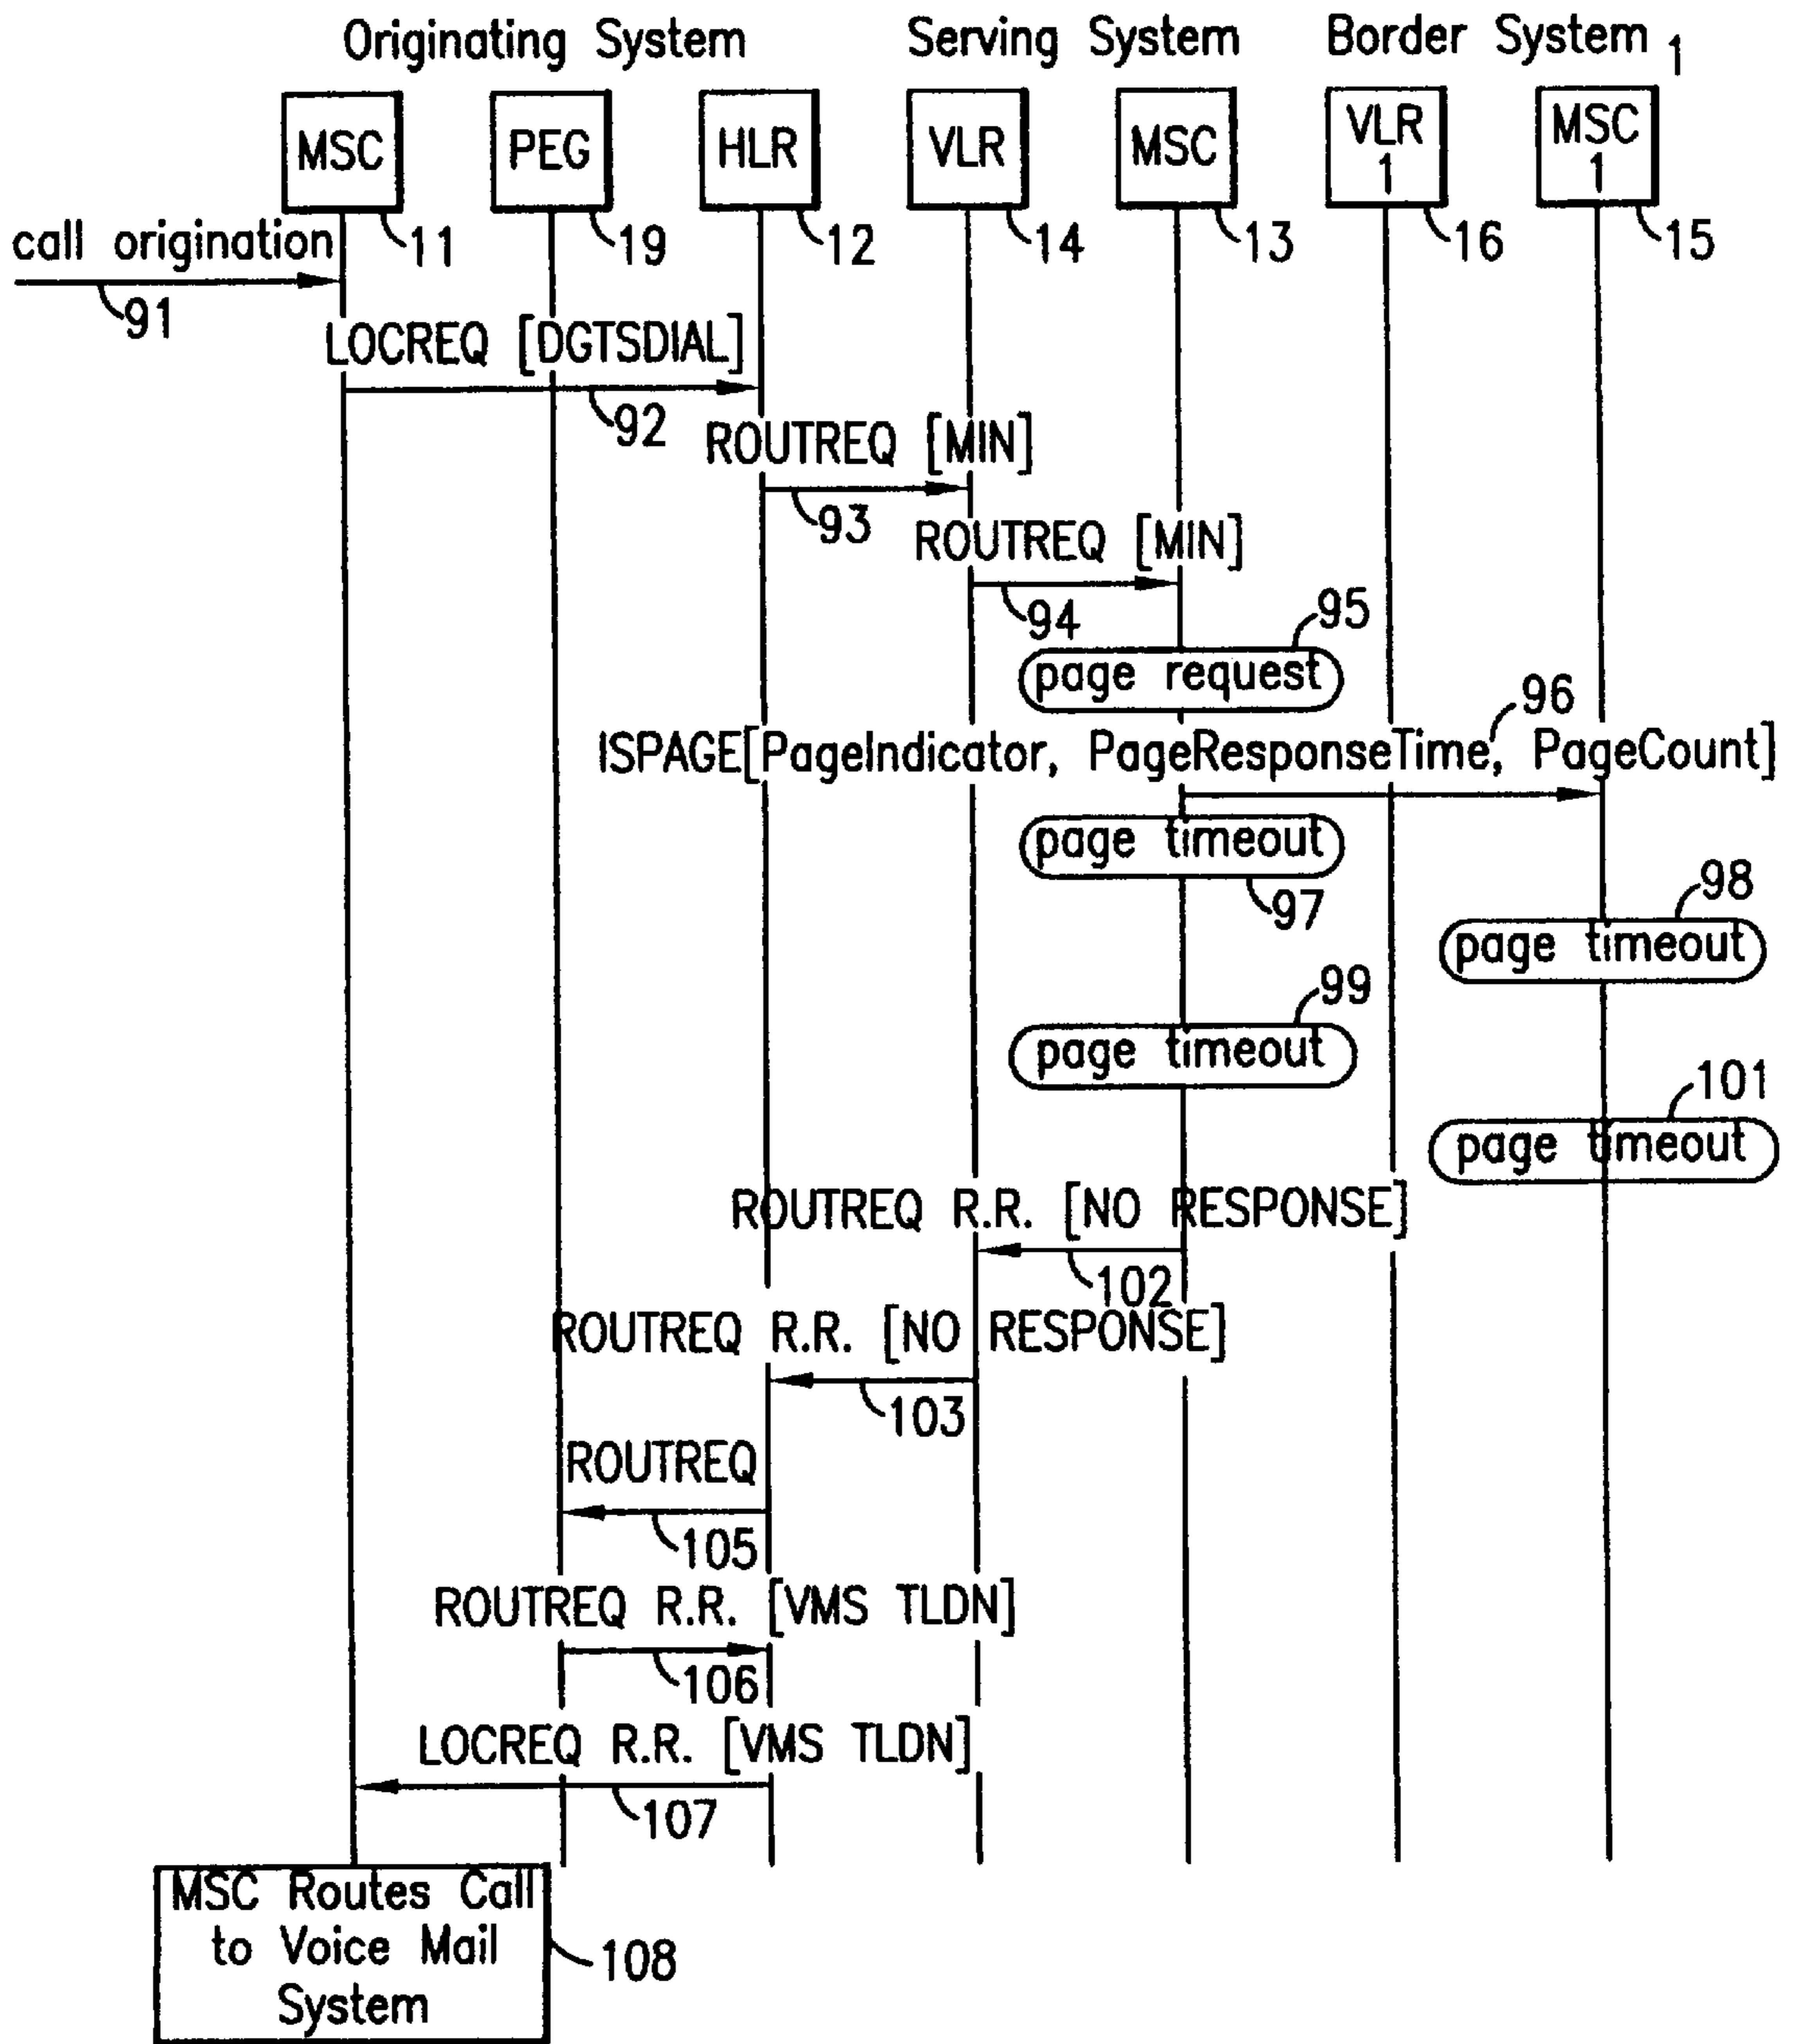 Originating System Serving System Border System 1
MSC PEG HLR VLR MSC VLR 1 MSC 1
11 19 12 14 13 16 15
call origination
91
LOCREQ [DGTSDIAL]
92
ROUTREQ [MIN]
93
ROUTREQ [MIN]
94
95
page request
96
ISPAGE[PageIndicator, PageResponseTime, PageCount]
page timeout
97
98
page timeout
99
page timeout
101
page timeout
ROUTREQ R.R. [NO RESPONSE]
102
ROUTREQ R.R. [NO RESPONSE]
103
ROUTREQ
105
ROUTREQ R.R. [VMS TLDN]
106
LOCREQ R.R. [VMS TLDN]
107
MSC Routes Call
to Voice Mail
System
108